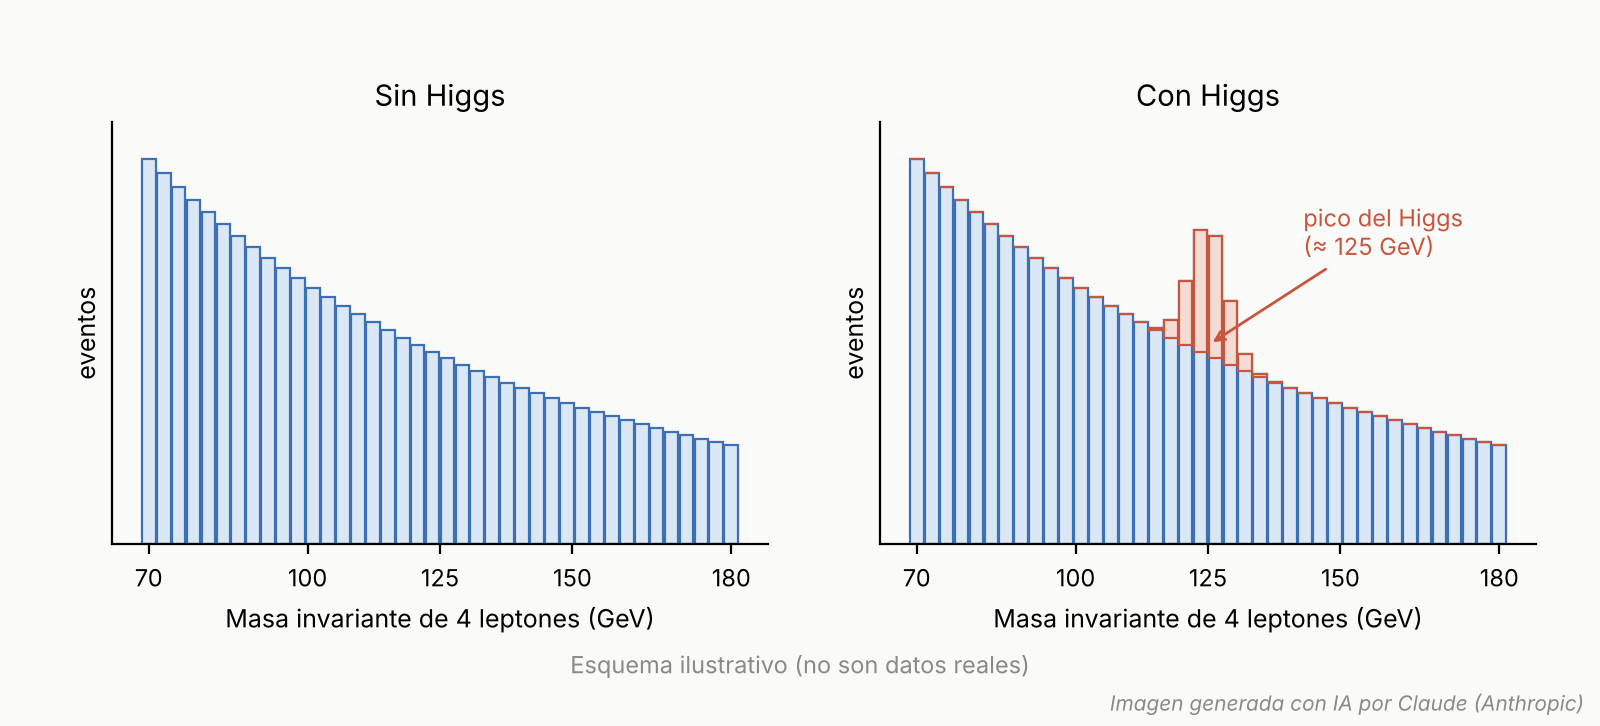 Sin Higgs
eventos
70 100 125 150 180
Masa invariante de 4 leptones (GeV)
Con Higgs
pico del Higgs
(≈ 125 GeV)
eventos
70 100 125 150 180
Masa invariante de 4 leptones (GeV)
Esquema ilustrativo (no son datos reales)
Imagen generada con IA por Claude (Anthropic)